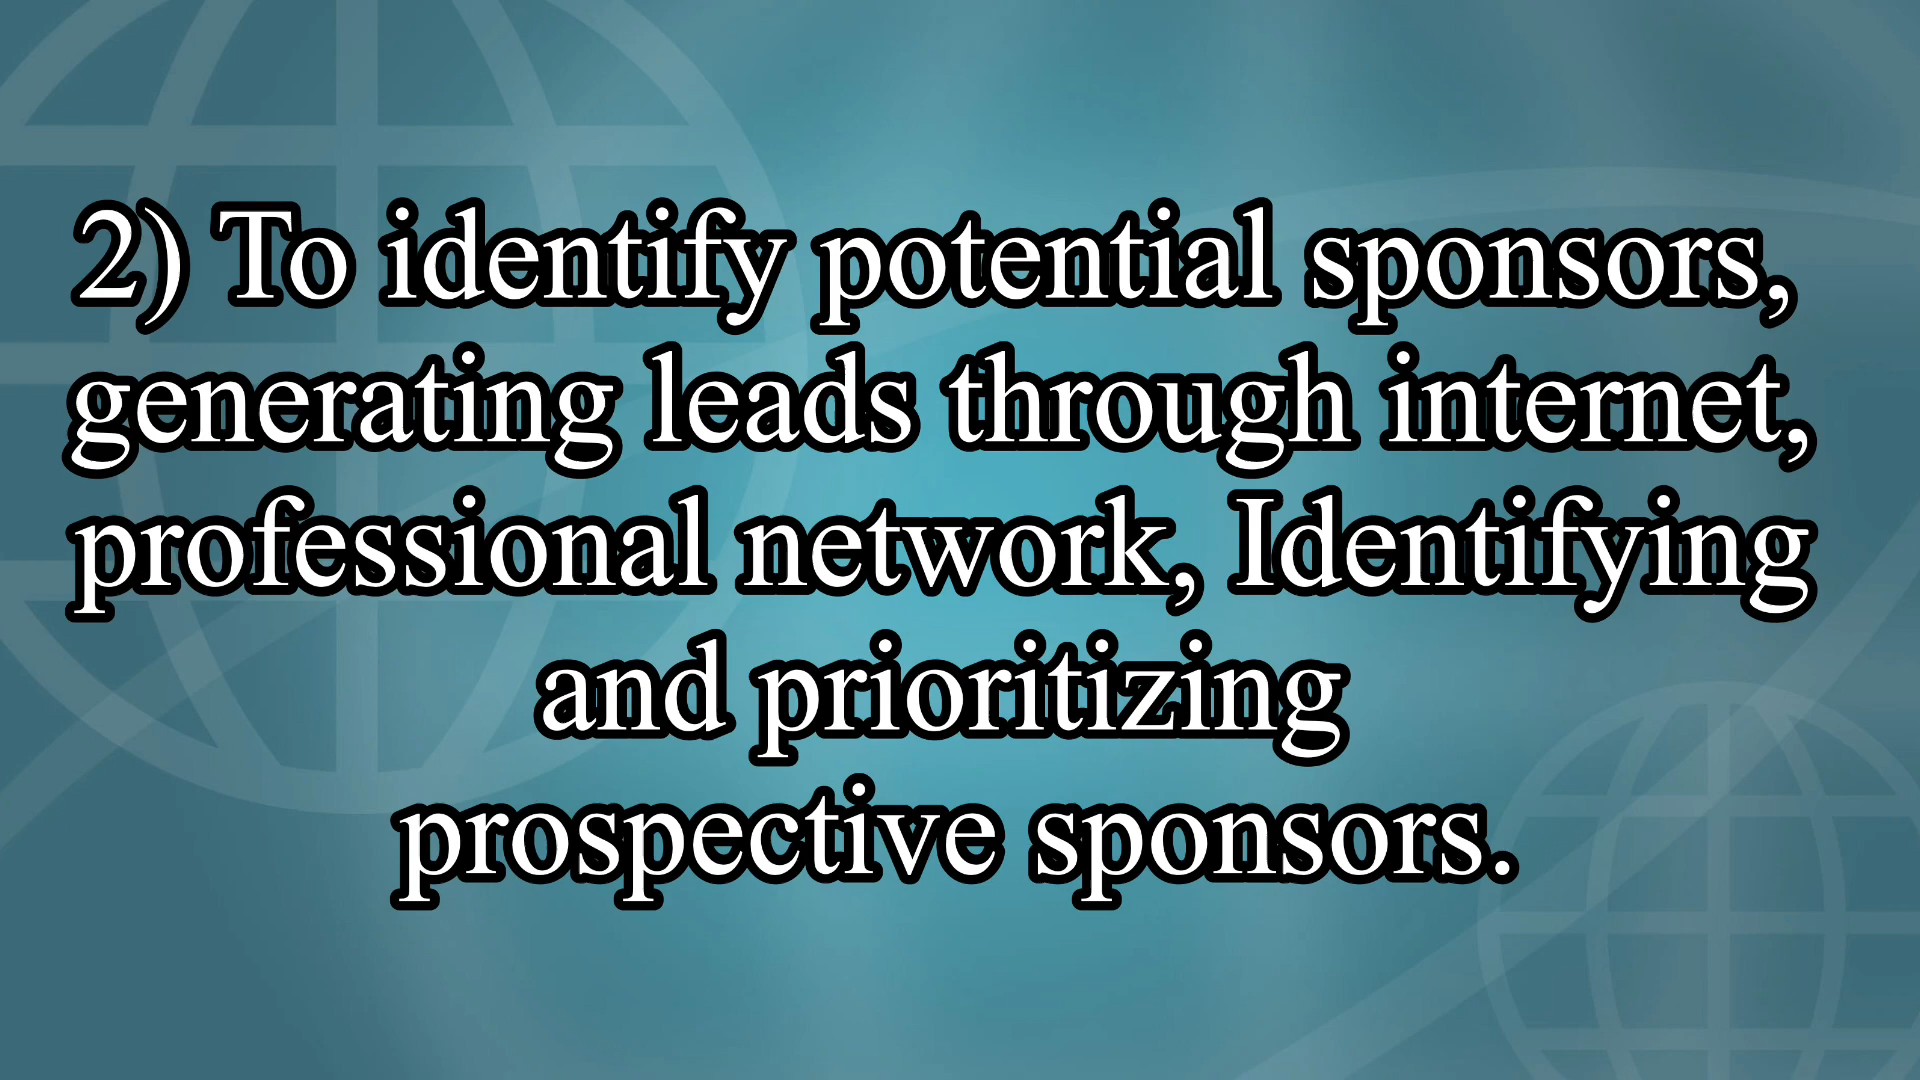 2) To identify potential sponsors,
generating leads through internet,
professional network, Identifying
and prioritizing
prospective sponsors.